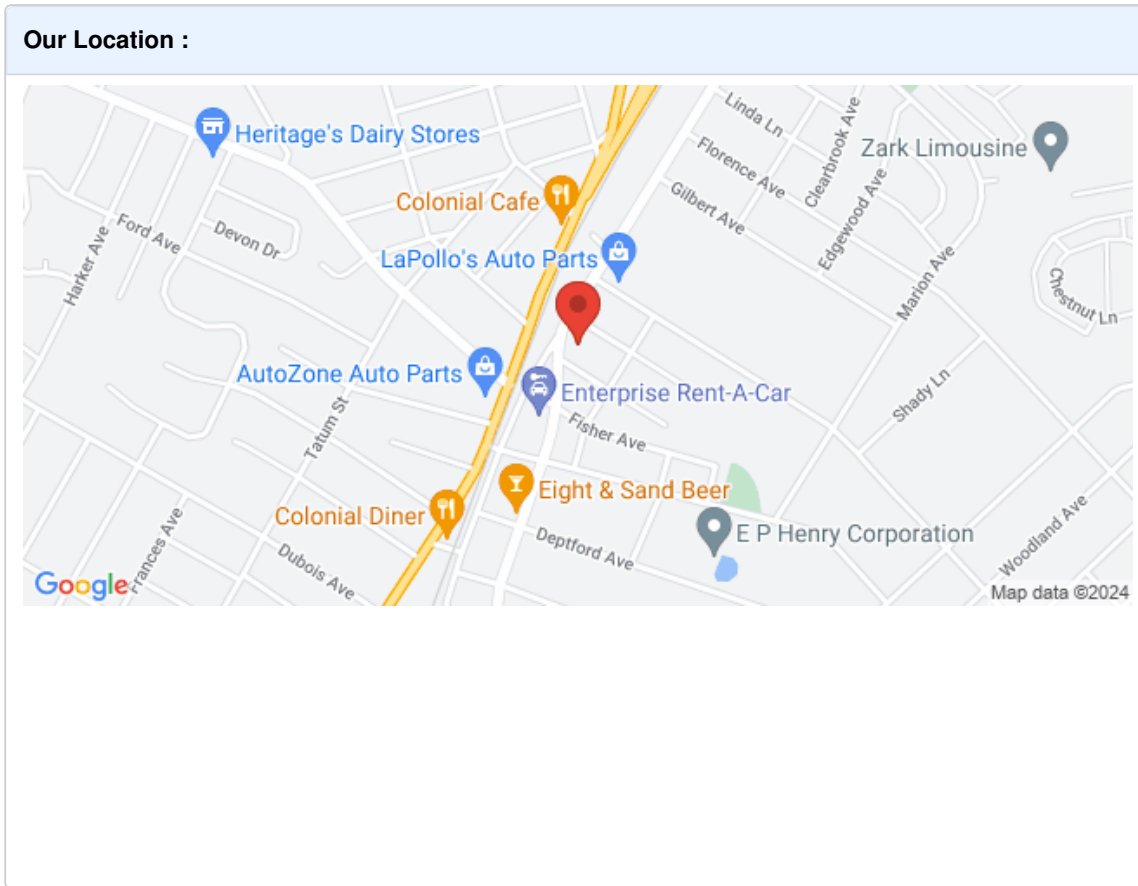 Our Location :
Linda Ln
Heritage's Dairy Stores
Florence Ave
Clearbrook Ave
Zark Limousine
Colonial Cafe
Gilbert Ave
Edgewood Ave
Ford Ave
Devon Dr
Harker Ave
LaPollo's Auto Parts
Marion Ave
Chestnut Ln
AutoZone Auto Parts
Enterprise Rent-A-Car
Shady Ln
Tatum St
Fisher Ave
Eight & Sand Beer
Colonial Diner
E P Henry Corporation
Deptford Ave
Woodland Ave
Frances Ave
Dubois Ave
Google
Map data ©2024